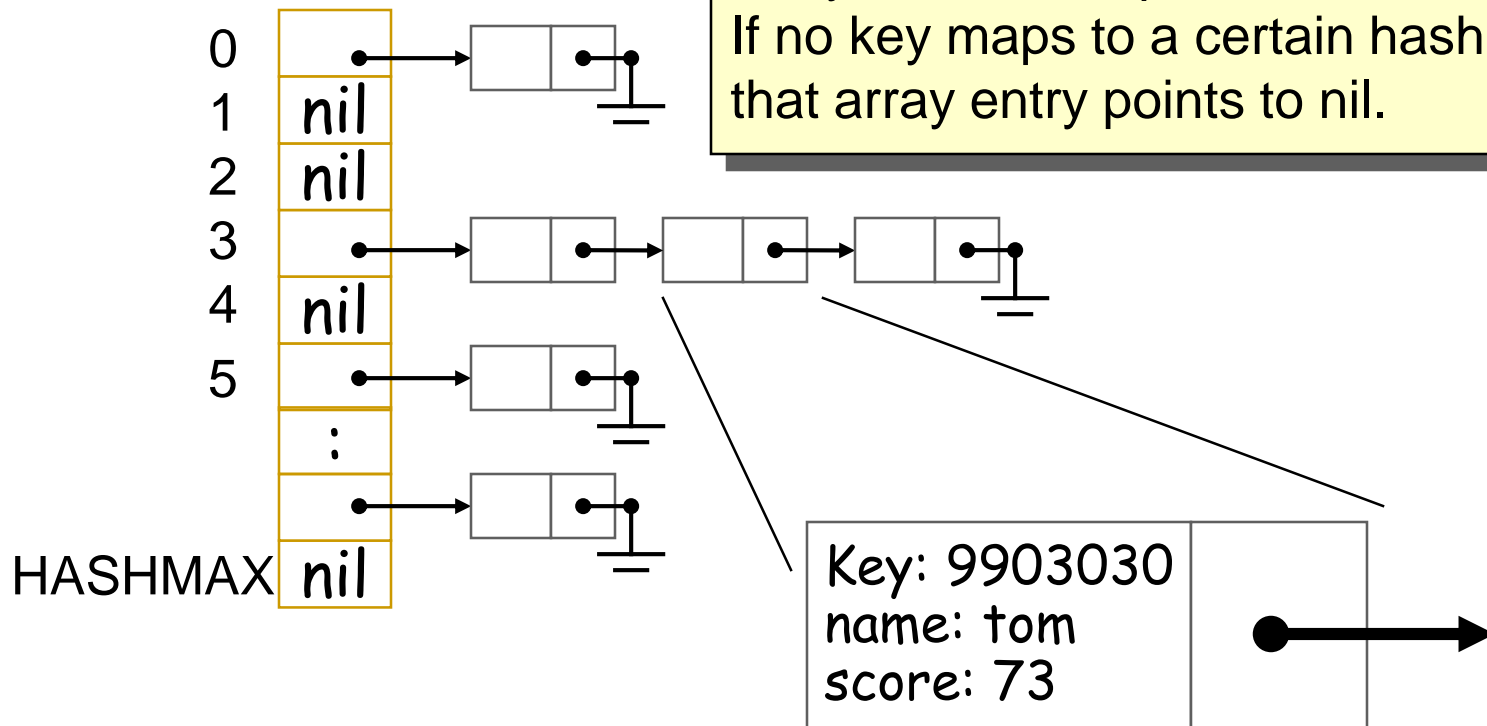 If no key maps to a certain hash
that array entry points to nil.
0
1 nil
2 nil
3
4 nil
5
:
HASHMAX nil
Key: 9903030
name: tom
score: 73